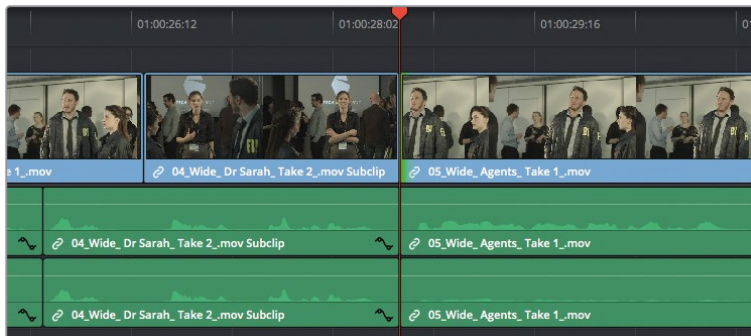 01:00:26:12 01:00:28:02 01:00:29:16
e 1_.mov 04_Wide_ Dr Sarah_ Take 2_.mov Subclip 05_Wide_ Agents_ Take 1_.mov
04_Wide_ Dr Sarah_ Take 2_.mov Subclip 05_Wide_ Agents_ Take 1_.mov
04_Wide_ Dr Sarah_ Take 2_.mov Subclip 05_Wide_ Agents_ Take 1_.mov